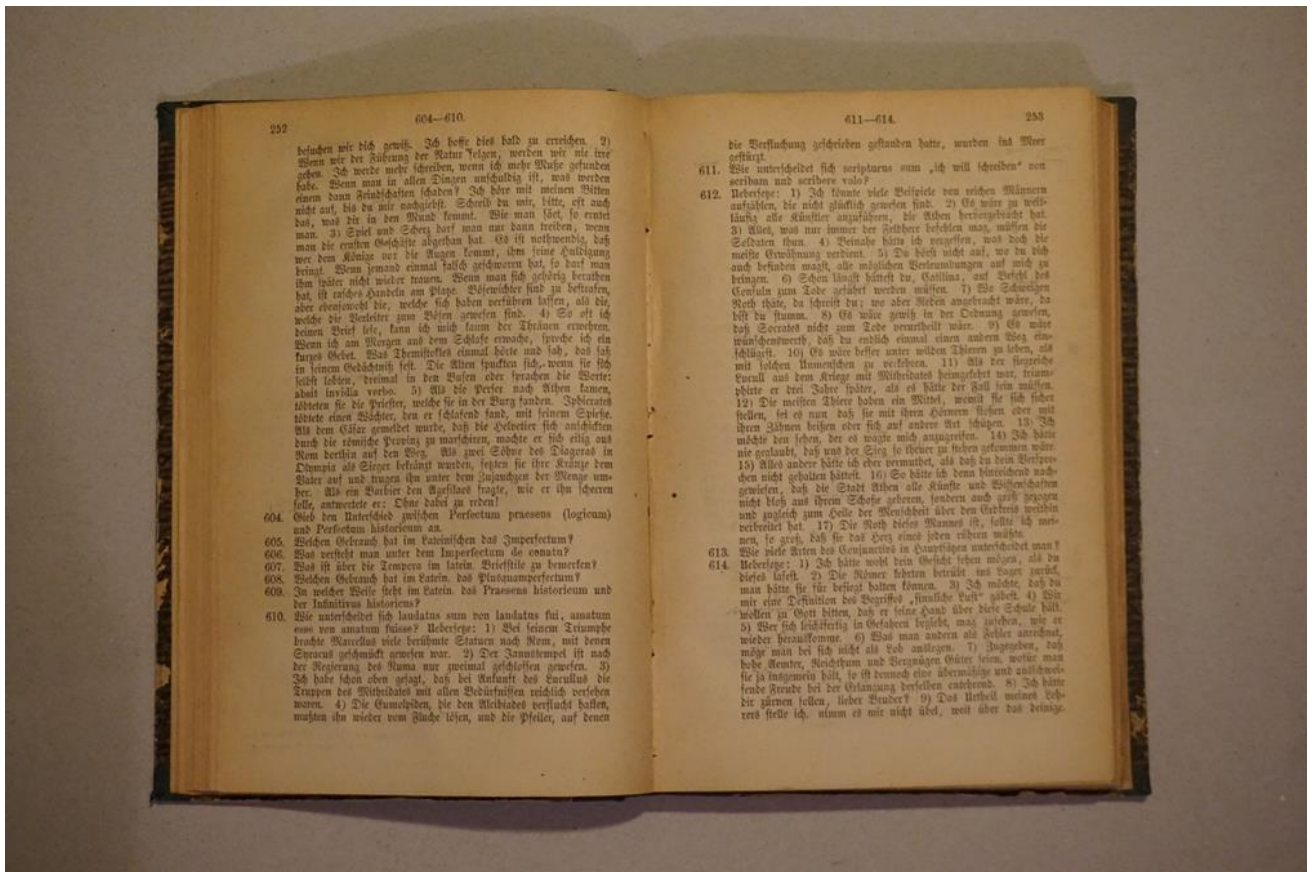 252
604—610.
besuchen wir dich gewiß. Ich hoffe dies bald zu erreichen. 2)
Wenn wir der Führung der Natur folgen, werden wir nie irre
gehen. Ich werde mehr schreiben, wenn ich mehr Muße gefunden
habe. Wenn man in allen Dingen unschuldig ist, was werden
einem dann Feindschaften schaden? Ich höre mit meinen Bitten
nicht auf, bis du mir nachgiebst. Schreib du mir, bitte, oft auch
das, was dir in den Mund kommt. Wie man säet, so erntet
man. 3) Spiel und Scherz darf man nur dann treiben, wenn
man die ernsten Geschäfte abgethan hat. Es ist nothwendig, daß
wer dem Könige vor die Augen kommt, ihm seine Huldigung
bringt. Wenn jemand einmal falsch geschworen hat, so darf man
ihm später nicht wieder trauen. Wenn man sich gehörig berathen
hat, ist rasches Handeln am Platze. Bösewichter sind zu bestrafen,
aber ebensowohl die, welche sich haben verführen lassen, als die,
welche die Verleiter zum Bösen gewesen sind. 4) So oft ich
deinen Brief lese, kann ich mich kaum der Thränen erwehren.
Wenn ich am Morgen aus dem Schlafe erwache, spreche ich ein
kurzes Gebet. Was Themistokles einmal hörte und sah, das saß
in seinem Gedächtniß fest. Die Alten spuckten sich, wenn sie sich
selbst lobten, dreimal in den Busen oder sprachen die Worte:
absit invidia verbo. 5) Als die Perser nach Athen kamen,
tödteten sie die Priester, welche sie in der Burg fanden. Iphicrates
tödtete einen Wächter, den er schlafend fand, mit seinem Spieße.
Als dem Cäsar gemeldet wurde, daß die Helvetier sich anschickten
durch die römische Provinz zu marschiren, machte er sich eilig aus
Rom dorthin auf den Weg. Als zwei Söhne des Diagoras in
Olympia als Sieger bekränzt wurden, setzten sie ihre Kränze dem
Vater auf und trugen ihn unter dem Zujauchzen der Menge um-
her. Als ein Barbier den Agesilaos fragte, wie er ihn scheeren
solle, antwortete er: Ohne dabei zu reden!
604. Gieb den Unterschied zwischen Perfectum praesens (logicum)
und Perfectum historicum an.
605. Welchen Gebrauch hat im Lateinischen das Imperfectum?
606. Was versteht man unter dem Imperfectum de conatu?
607. Was ist über die Tempora im latein. Briefstile zu bemerken?
608. Welchen Gebrauch hat im Latein. das Plusquamperfectum?
609. In welcher Weise steht im Latein. das Praesens historicum und
der Infinitivus historicus?
610. Wie unterscheidet sich laudatus sum von laudatus fui, amatum
esse von amatum fuisse? Uebersetze: 1) Bei seinem Triumphe
brachte Marcellus viele berühmte Statuen nach Rom, mit denen
Syracus geschmückt gewesen war. 2) Der Janustempel ist nach
der Regierung des Numa nur zweimal geschlossen gewesen. 3)
Ich habe schon oben gesagt, daß bei Ankunft des Lucullus die
Truppen des Mithridates mit allen Bedürfnissen reichlich versehen
waren. 4) Die Eumolpiden, die den Alcibiades verflucht hatten,
mußten ihn wieder vom Fluche lösen, und die Pfeiler, auf denen
611—614.
253
die Verfluchung geschrieben gestanden hatte, wurden ins Meer
gestürzt.
611. Wie unterscheidet sich scripturus sum „ich will schreiben“ von
scribam und scribere volo?
612. Uebersetze: 1) Ich könnte viele Beispiele von reichen Männern
aufzählen, die nicht glücklich gewesen sind. 2) Es wäre zu weit-
läufig alle Künstler anzuführen, die Athen hervorgebracht hat.
3) Alles, was nur immer der Feldherr befehlen mag, müssen die
Soldaten thun. 4) Beinahe hätte ich vergessen, was doch die
meiste Erwähnung verdient. 5) Du hörst nicht auf, wo du dich
auch befinden magst, alle möglichen Verleumdungen auf mich zu
bringen. 6) Schon längst hättest du, Catilina, auf Befehl des
Consuln zum Tode geführt werden müssen. 7) Wo Schweigen
Noth thäte, da schreist du; wo aber Reden angebracht wäre, da
bist du stumm. 8) Es wäre gewiß in der Ordnung gewesen,
daß Socrates nicht zum Tode verurtheilt wäre. 9) Es wäre
wünschenswerth, daß du endlich einmal einen andern Weg ein-
schlügest. 10) Es wäre besser unter wilden Thieren zu leben, als
mit solchen Unmenschen zu verkehren. 11) Als der siegreiche
Lucull aus dem Kriege mit Mithridates heimgekehrt war, trium-
phirte er drei Jahre später, als es hätte der Fall sein müssen.
12) Die meisten Thiere haben ein Mittel, womit sie sich sichern
stellen, sei es nun daß sie mit ihren Hörnern stoßen oder mit
ihren Zähnen beißen oder sich auf andere Art schützen. 13) Ich
möchte den sehen, der es wagte mich anzugreifen. 14) Ich hätte
nie geglaubt, daß uns der Sieg so theuer zu stehen gekommen wäre.
15) Alles andere hätte ich eher vermuthet, als daß du dein Verspre-
chen nicht gehalten hättest. 16) So hätte ich denn hinreichend nach-
gewiesen, daß die Stadt Athen alle Künste und Wissenschaften
nicht bloß aus ihrem Schoße geboren, sondern auch groß gezogen
und zugleich zum Heile der Menschheit über den Erdkreis weithin
verbreitet hat. 17) Die Noth dieses Mannes ist, sollte ich mei-
nen, so groß, daß sie das Herz eines jeden rühren müßte.
613. Wie viele Arten des Conjunctivs in Hauptsätzen unterscheidet man?
614. Uebersetze: 1) Ich hätte wohl dein Gesicht sehen mögen, als du
dieses lasest. 2) Die Römer kehrten betrübt ins Lager zurück,
man hätte sie für besiegt halten können. 3) Ich möchte, daß du
mir eine Definition des Begriffes „sinnliche Lust“ gäbest. 4) Wir
wollen zu Gott bitten, daß er seine Hand über diese Schule hält.
5) Wer sich leichtfertig in Gefahren begiebt, mag zusehen, wie er
wieder herauskomme. 6) Was man andern als Fehler anrechnet,
möge man bei sich nicht als Lob auslegen. 7) Zugegeben, daß
hohe Aemter, Reichthum und Vergnügen Güter seien, wofür man
sie ja insgemein hält, so ist dennoch eine übermäßige und ausschwei-
fende Freude bei der Erlangung derselben entehrend. 8) Ich hätte
dir zürnen sollen, lieber Bruder? 9) Das Urtheil meines Leh-
rers stelle ich, nimm es mir nicht übel, weit über das deinige.